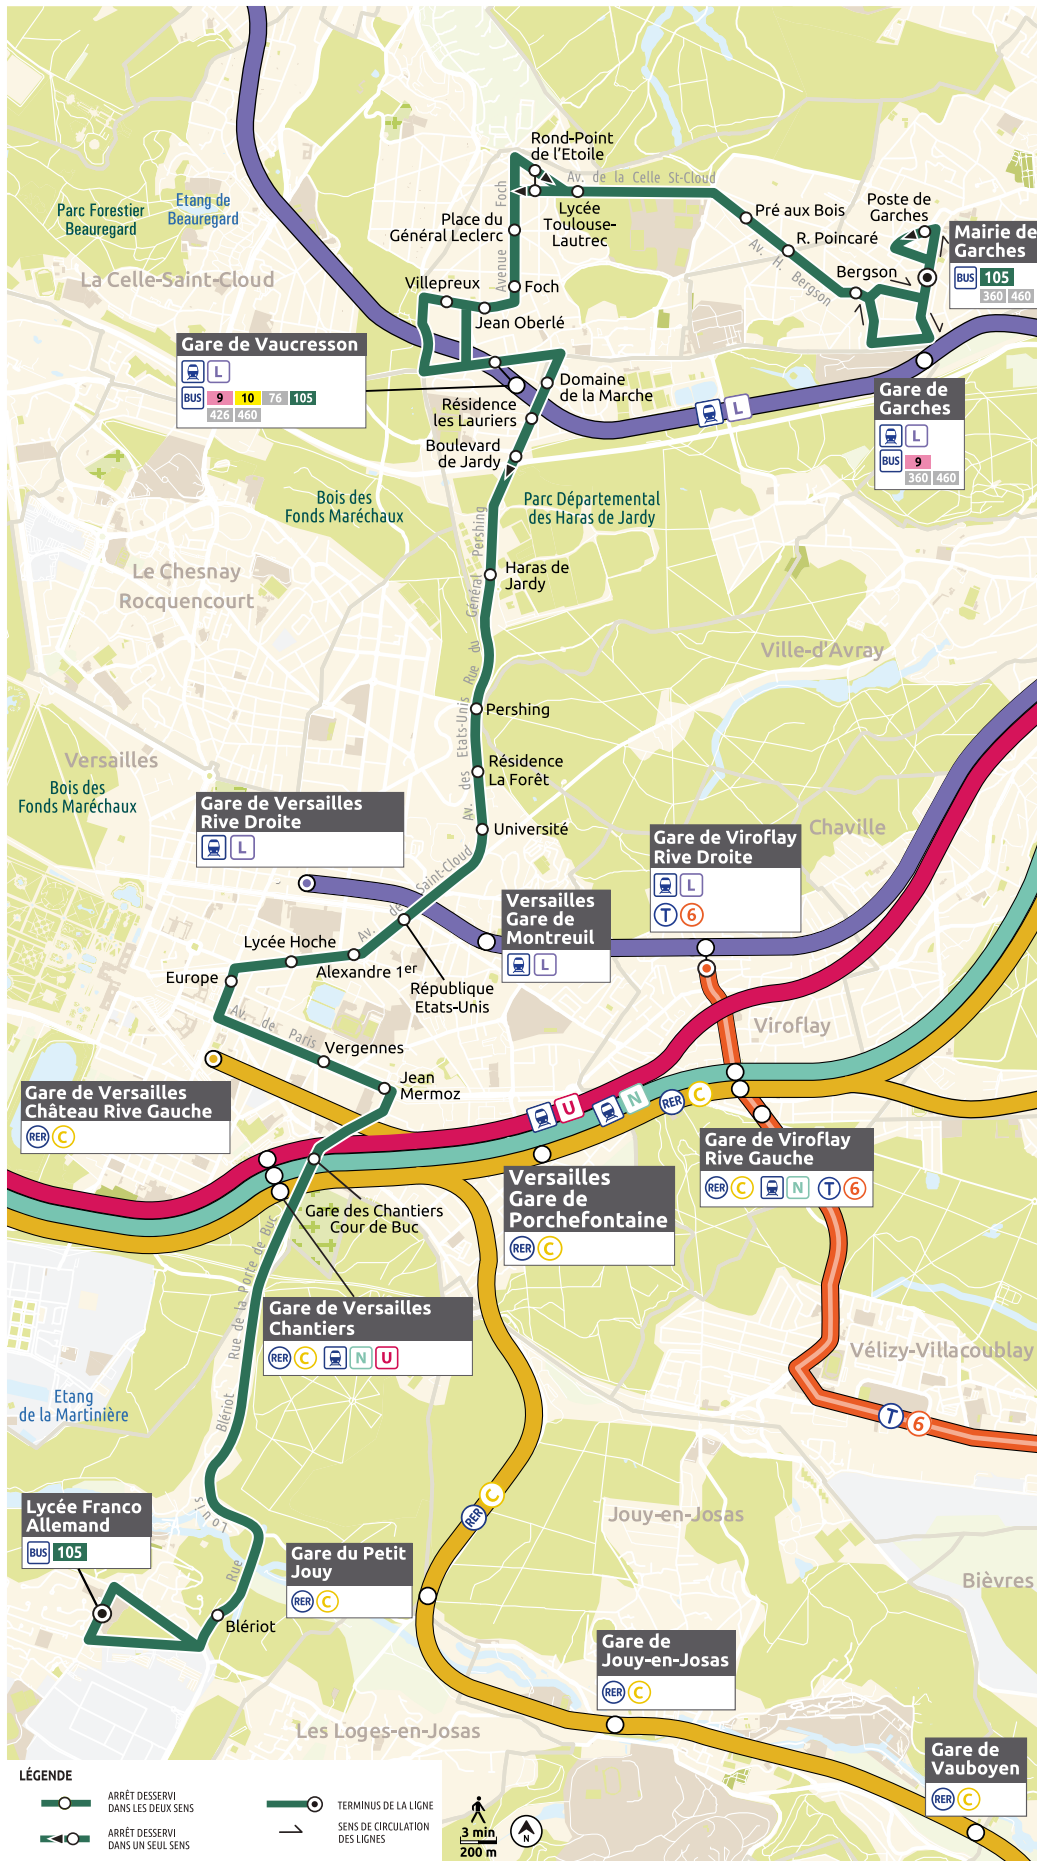 Rond-Point
de l'Etoile
Av. de la Celle St-Cloud
Parc Forestier
Beauregard
Etang de
Beauregard
Avenue Foch
Place du
Général Leclerc
Lycée
Toulouse-
Lautrec
Pré aux Bois
R. Poincaré
Av. H. Bergson
Poste de
Garches
Bergson
Mairie de
Garches
BUS 105
360 460
La Celle-Saint-Cloud
Villepreux
Foch
Jean Oberlé
Gare de Vaucresson
L
BUS 9 10 76 105
426 460
Domaine
de la Marche
Résidence
les Lauriers
Boulevard
de Jardy
L
Gare de
Garches
L
BUS 9
360 460
Bois des
Fonds Maréchaux
Parc Départemental
des Haras de Jardy
Rue du Général Pershing
Haras de
Jardy
Le Chesnay
Rocquencourt
Ville-d'Avray
Pershing
Av. des Etats-Unis
Résidence
La Forêt
Versailles
Bois des
Fonds Maréchaux
Gare de Versailles
Rive Droite
L
Université
Chaville
Gare de Viroflay
Rive Droite
L
T 6
Av. de Saint-Cloud
Versailles
Gare de
Montreuil
L
Lycée Hoche
Alexandre 1er
Europe
République
Etats-Unis
Av. de Paris
Vergennes
Viroflay
Jean
Mermoz
Gare de Versailles
Château Rive Gauche
RER C
U N RER C
Gare de Viroflay
Rive Gauche
RER C N T 6
Versailles
Gare de
Porchefontaine
RER C
Gare des Chantiers
Cour de Buc
Rue de la Porte de Buc
Gare de Versailles
Chantiers
RER C N U
Vélizy-Villacoublay
Etang
de la Martinière
T 6
Rue Louis Blériot
RER C
Lycée Franco
Allemand
BUS 105
Jouy-en-Josas
Gare du Petit
Jouy
RER C
Bièvres
Blériot
Gare de
Jouy-en-Josas
RER C
Les Loges-en-Josas
Gare de
Vauboyen
RER C
LÉGENDE
ARRÊT DESSERVI
DANS LES DEUX SENS
TERMINUS DE LA LIGNE
ARRÊT DESSERVI
DANS UN SEUL SENS
SENS DE CIRCULATION
DES LIGNES
3 min
200 m
N